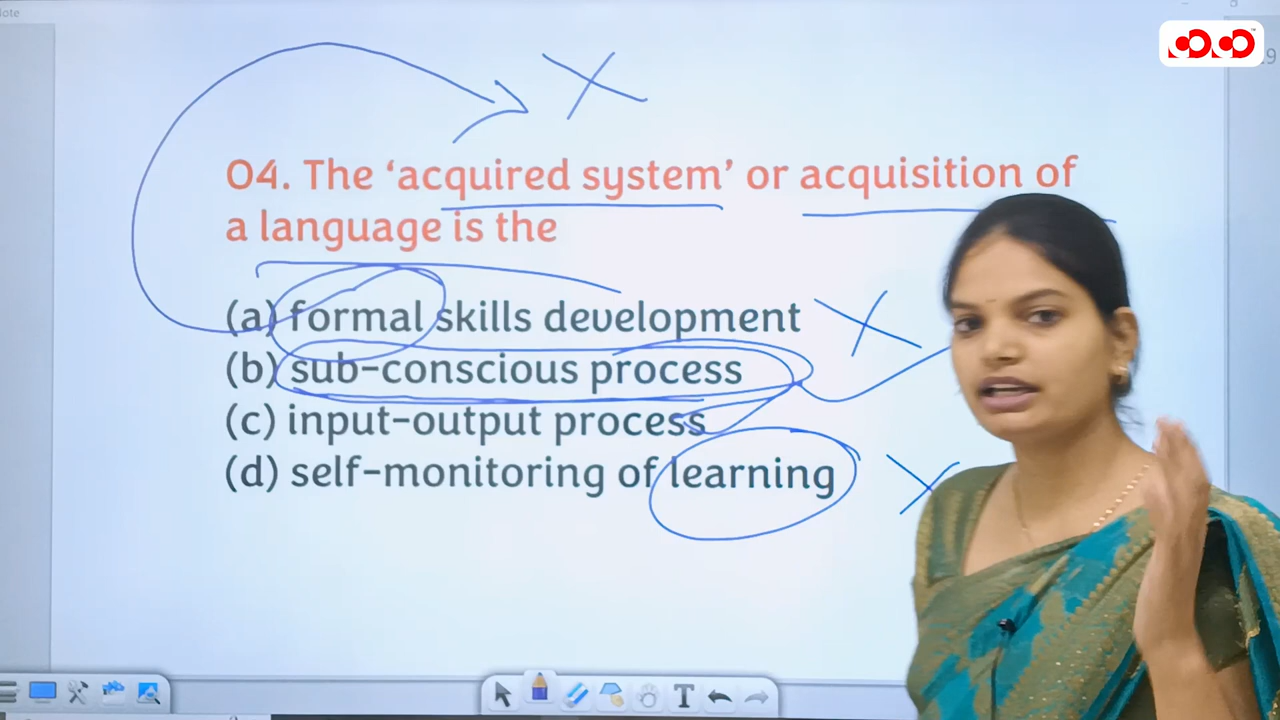 O4. The ‘acquired system’ or acquisition of
a language is the
(a) formal skills development
(b) sub-conscious process
(c) input-output process
(d) self-monitoring of learning